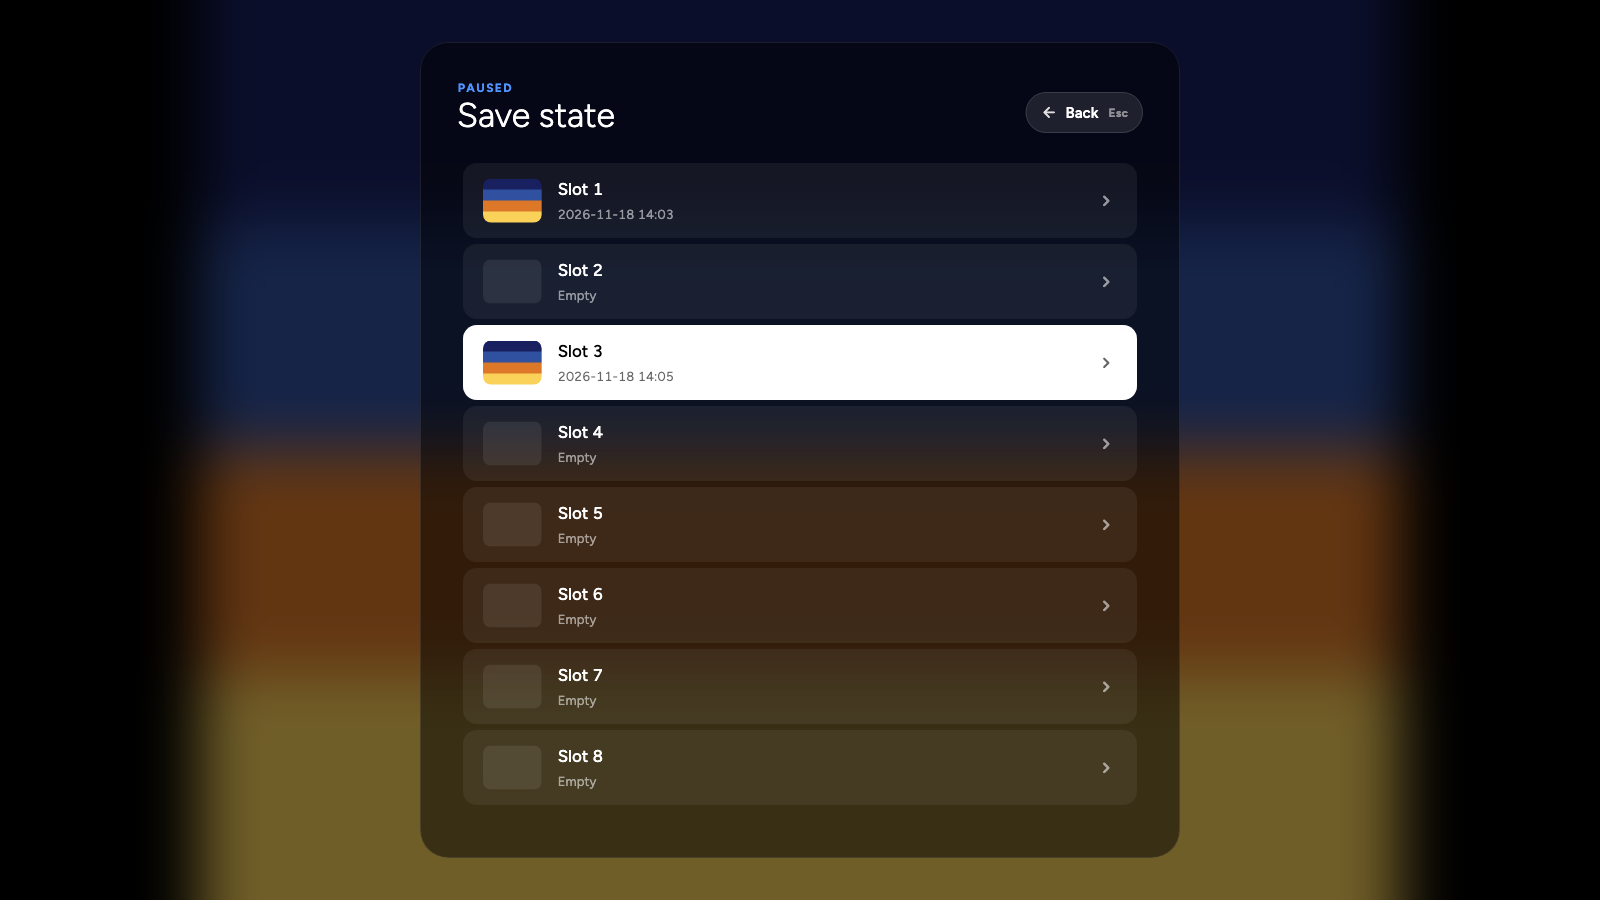 PAUSED
Save state
Back Esc
Slot 1
2026-11-18 14:03
Slot 2
Empty
Slot 3
2026-11-18 14:05
Slot 4
Empty
Slot 5
Empty
Slot 6
Empty
Slot 7
Empty
Slot 8
Empty